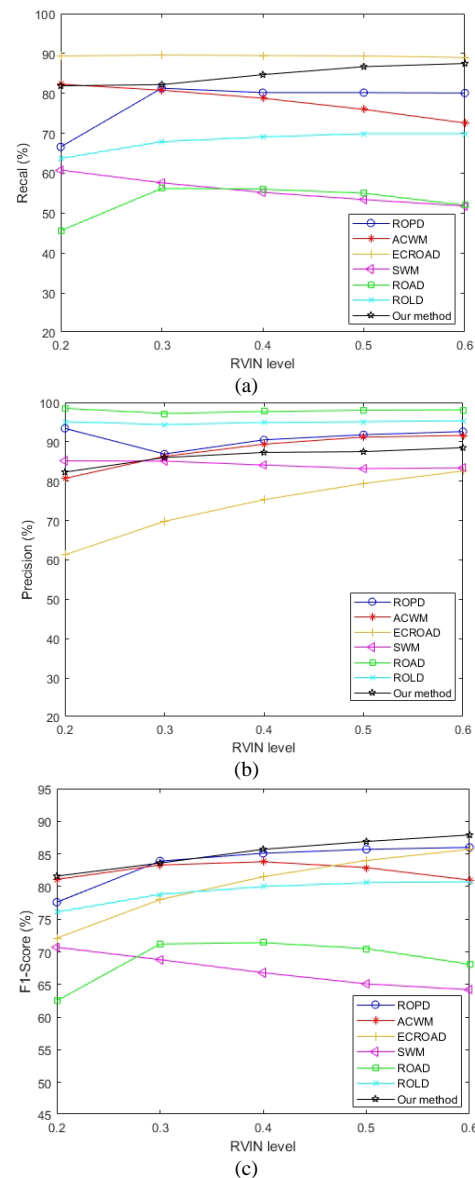 100
90
80
70
60
50
40
30
20
Recal (%)
ROPD
ACWM
ECROAD
SWM
ROAD
ROLD
Our method
0.2 0.3 0.4 0.5 0.6
RVIN level
(a)
100
90
80
70
60
50
40
30
20
Precision (%)
ROPD
ACWM
ECROAD
SWM
ROAD
ROLD
Our method
0.2 0.3 0.4 0.5 0.6
RVIN level
(b)
95
90
85
80
75
70
65
60
55
50
45
F1-Score (%)
ROPD
ACWM
ECROAD
SWM
ROAD
ROLD
Our method
0.2 0.3 0.4 0.5 0.6
RVIN level
(c)